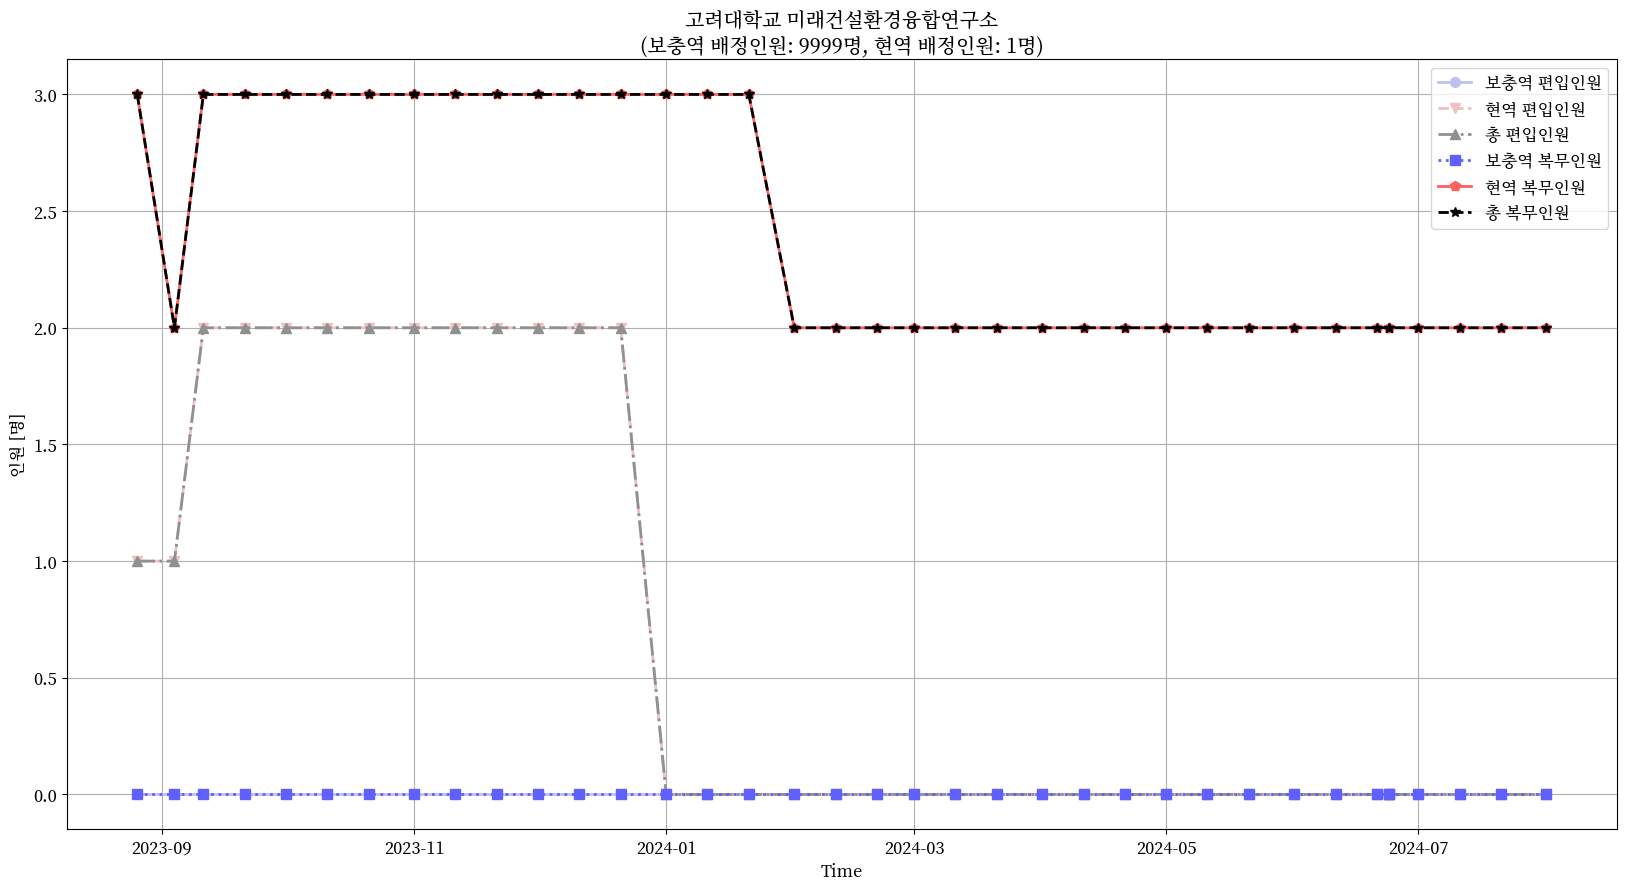 고려대학교 미래건설환경융합연구소
(보충역 배정인원: 9999명, 현역 배정인원: 1명)
보충역 편입인원
현역 편입인원
총 편입인원
보충역 복무인원
현역 복무인원
총 복무인원
인원 [명]
3.0
2.5
2.0
1.5
1.0
0.5
0.0
2023-09
2023-11
2024-01
2024-03
2024-05
2024-07
Time